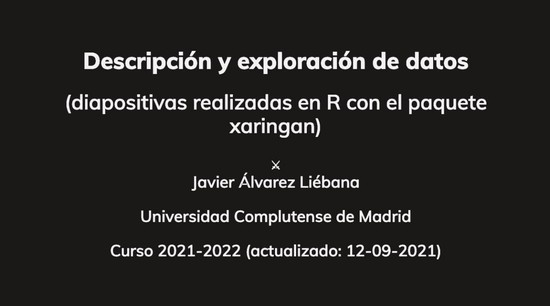 Descripción y exploración de datos
(diapositivas realizadas en R con el paquete
xaringan)
⚔
Javier Álvarez Liébana
Universidad Complutense de Madrid
Curso 2021-2022 (actualizado: 12-09-2021)